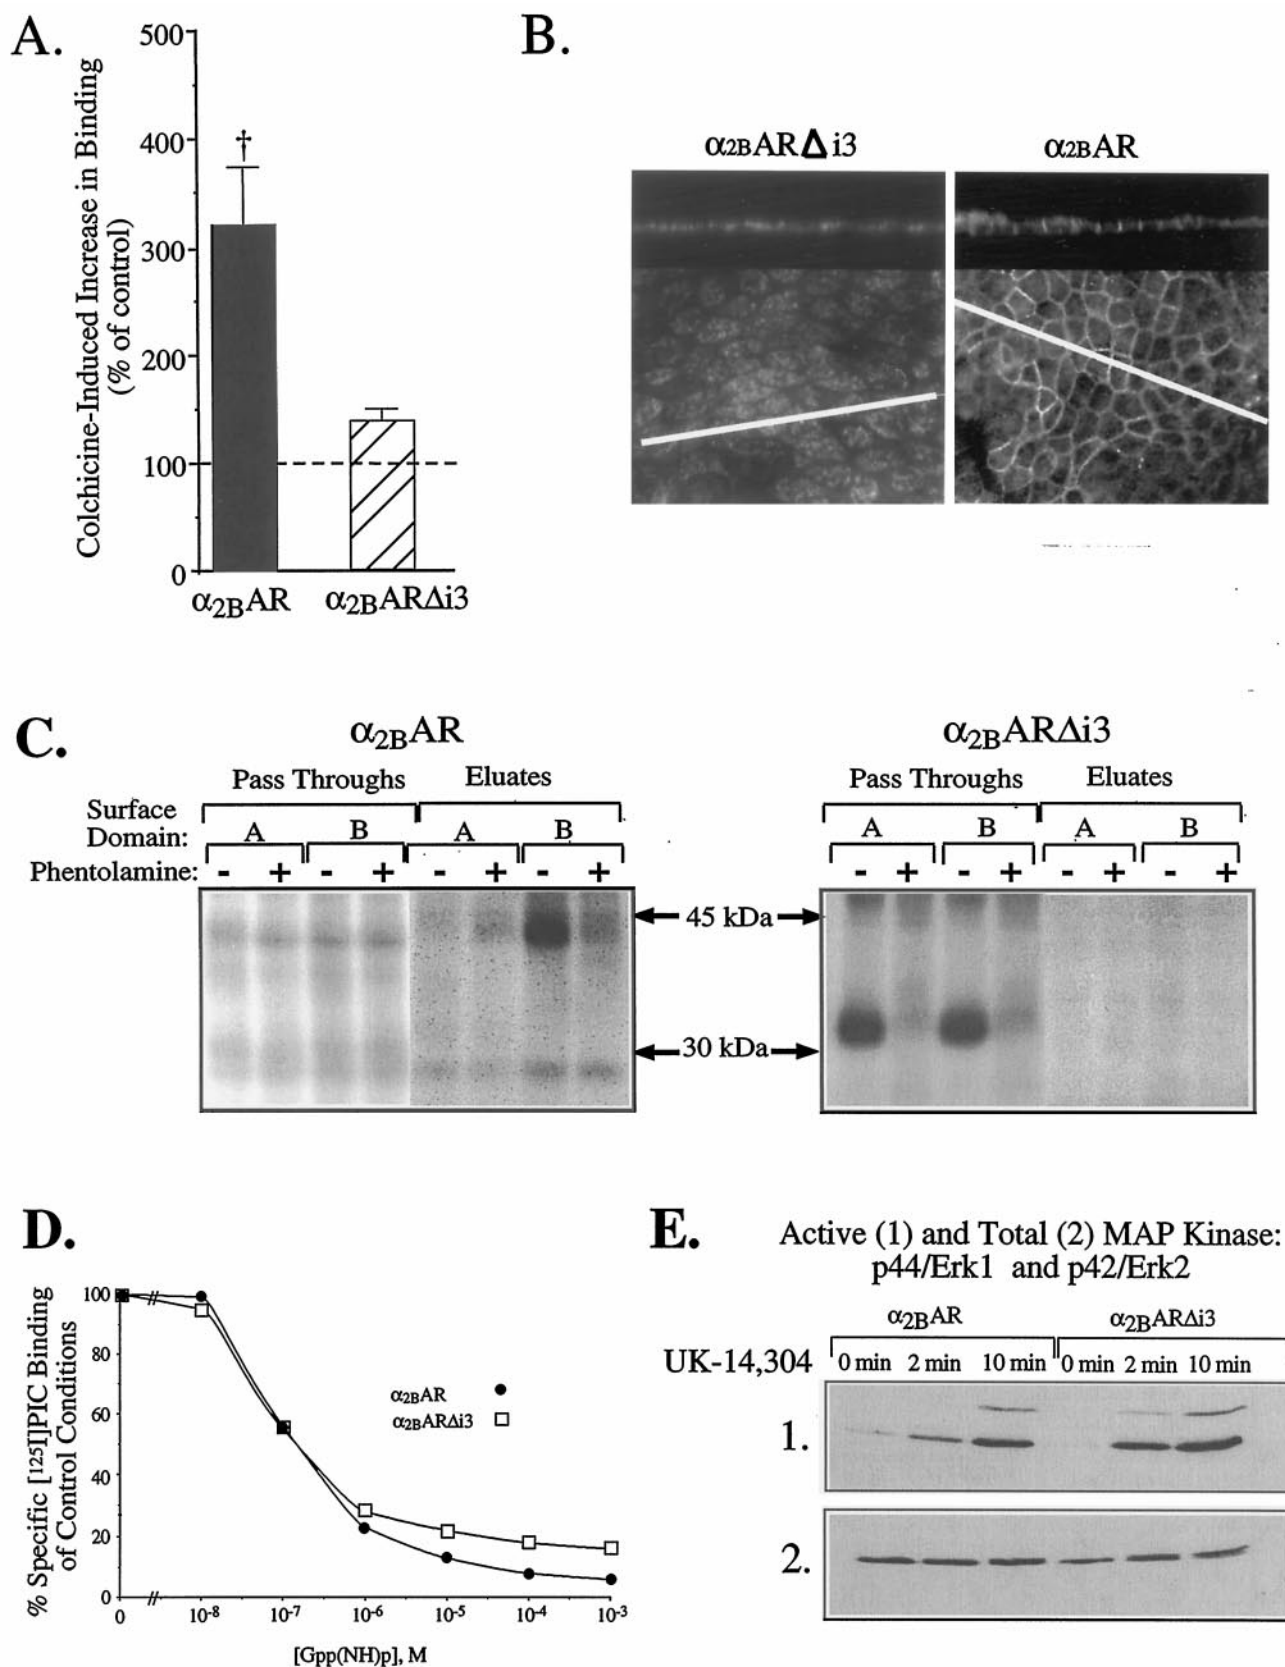 A.
Colchicine-Induced Increase in Binding
(% of control)
500
400
300
200
100
0
†
α2BAR
α2BARΔi3
B.
α2BARΔi3
α2BAR
C.
α2BAR
α2BARΔi3
Pass Throughs
Eluates
Pass Throughs
Eluates
Surface
Domain:
A
B
A
B
A
B
A
B
Phentolamine:
- + - + - + - +
- + - + - + - +
45 kDa
30 kDa
D.
% Specific [125I]PIC Binding
of Control Conditions
100
80
60
40
20
0
α2BAR
α2BARΔi3
0
10-8
10-7
10-6
10-5
10-4
10-3
[Gpp(NH)p], M
E.
Active (1) and Total (2) MAP Kinase:
p44/Erk1 and p42/Erk2
α2BAR
α2BARΔi3
UK-14,304
0 min 2 min 10 min 0 min 2 min 10 min
1.
2.